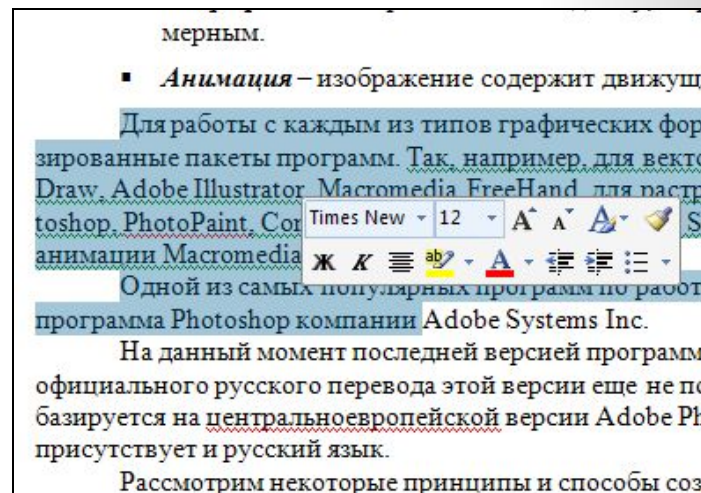 мерным.
▪ Анимация – изображение содержит движущ
Для работы с каждым из типов графических фор
зированные пакеты программ. Так, например, для векто
Draw, Adobe Illustrator, Macromedia FreeHand, для растр
toshop, PhotoPaint, Cor
S
анимации Macromedia
Times New 12 A A A
Ж К ab A
Одной из самых популярных программ по работ
программа Photoshop компании Adobe Systems Inc.
На данный момент последней версией программ
официального русского перевода этой версии еще не по
базируется на центральноевропейской версии Adobe Ph
присутствует и русский язык.
Рассмотрим некоторые принципы и способы соз